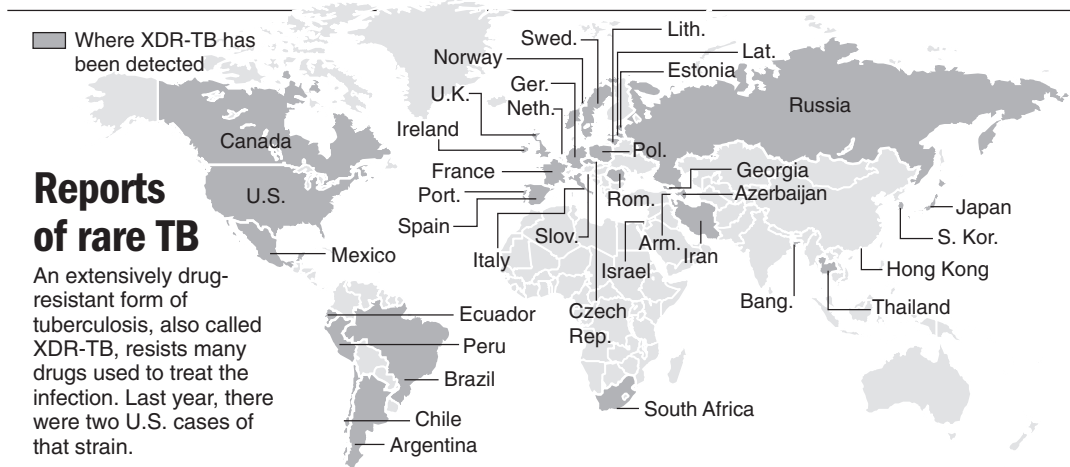 Where XDR-TB has
been detected
Reports
of rare TB
An extensively drug-
resistant form of
tuberculosis, also called
XDR-TB, resists many
drugs used to treat the
infection. Last year, there
were two U.S. cases of
that strain.
Canada
U.S.
Mexico
Ecuador
Peru
Brazil
Chile
Argentina
Swed.
Norway
Ger.
U.K.
Neth.
Ireland
France
Port.
Spain
Italy
Slov.
Lith.
Lat.
Estonia
Russia
Pol.
Rom.
Georgia
Azerbaijan
Arm.
Iran
Israel
Czech
Rep.
Japan
S. Kor.
Hong Kong
Bang.
Thailand
South Africa